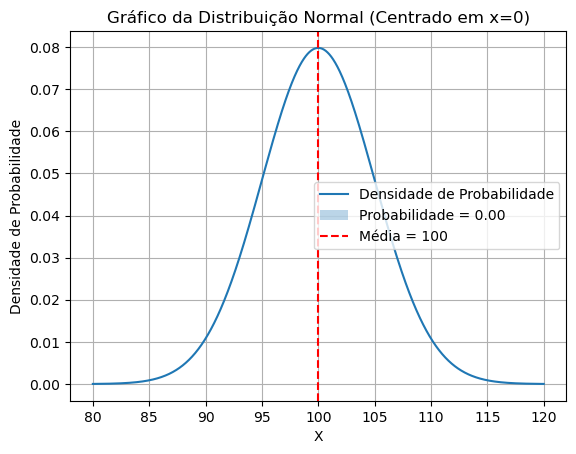 Gráfico da Distribuição Normal (Centrado em x=0)
Densidade de Probabilidade
0.08
0.07
0.06
0.05
0.04
0.03
0.02
0.01
0.00
Densidade de Probabilidade
Probabilidade = 0.00
Média = 100
80 85 90 95 100 105 110 115 120
X